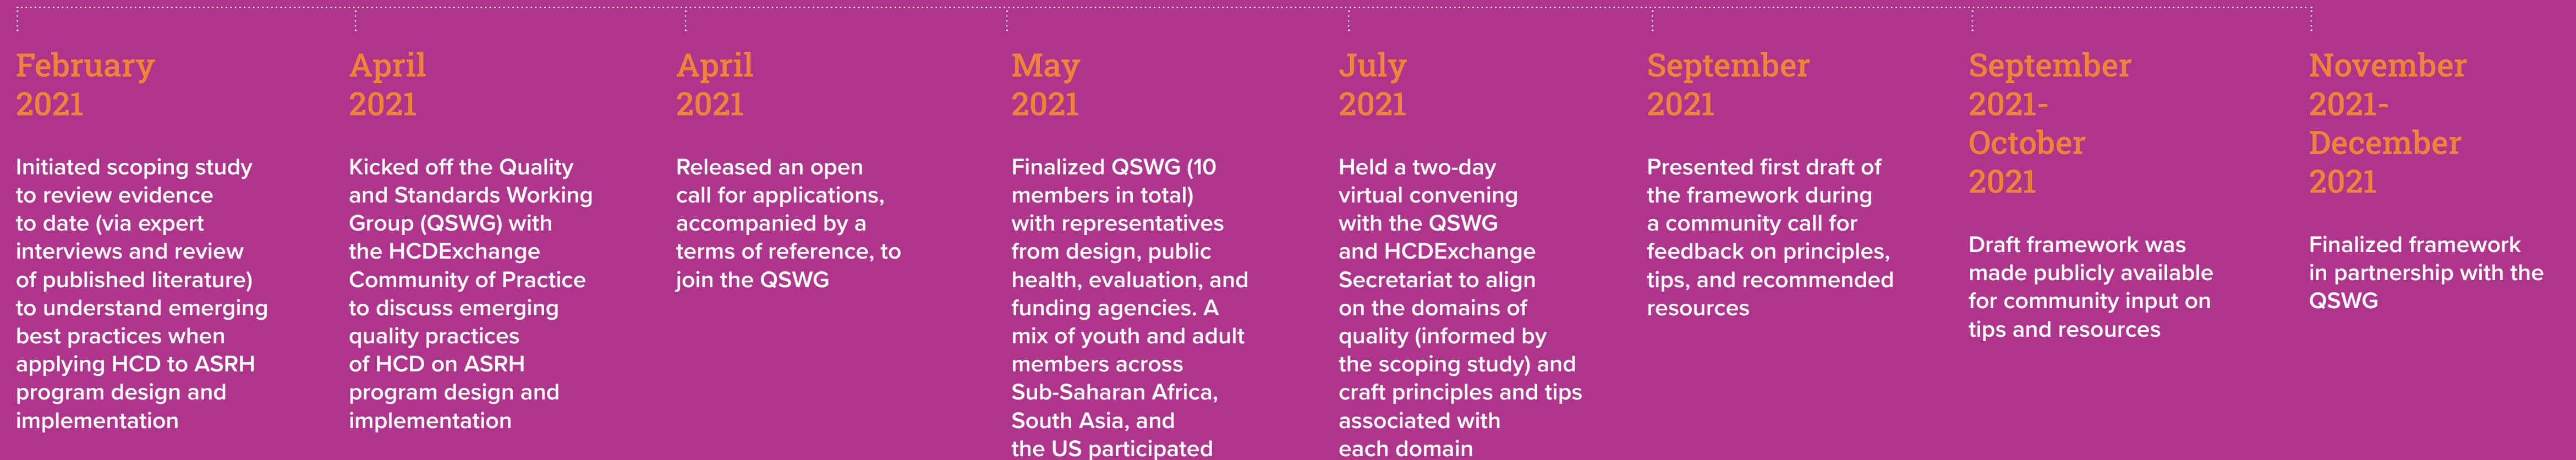 February
2021
Initiated scoping study
to review evidence
to date (via expert
interviews and review
of published literature)
to understand emerging
best practices when
applying HCD to ASRH
program design and
implementation
April
2021
Kicked off the Quality
and Standards Working
Group (QSWG) with
the HCDExchange
Community of Practice
to discuss emerging
quality practices
of HCD on ASRH
program design and
implementation
April
2021
Released an open
call for applications,
accompanied by a
terms of reference, to
join the QSWG
May
2021
Finalized QSWG (10
members in total)
with representatives
from design, public
health, evaluation, and
funding agencies. A
mix of youth and adult
members across
Sub-Saharan Africa,
South Asia, and
the US participated
July
2021
Held a two-day
virtual convening
with the QSWG
and HCDExchange
Secretariat to align
on the domains of
quality (informed by
the scoping study) and
craft principles and tips
associated with
each domain
September
2021
Presented first draft of
the framework during
a community call for
feedback on principles,
tips, and recommended
resources
September
2021-
October
2021
Draft framework was
made publicly available
for community input on
tips and resources
November
2021-
December
2021
Finalized framework
in partnership with the
QSWG